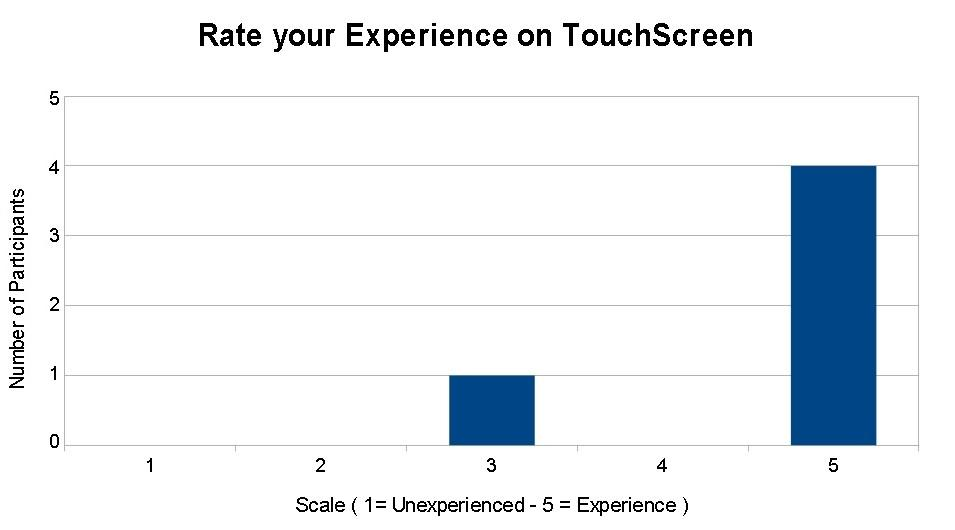 Rate your Experience on TouchScreen
5
4
3
2
1
0
Number of Participants
1 2 3 4 5
Scale ( 1= Unexperienced - 5 = Experience )